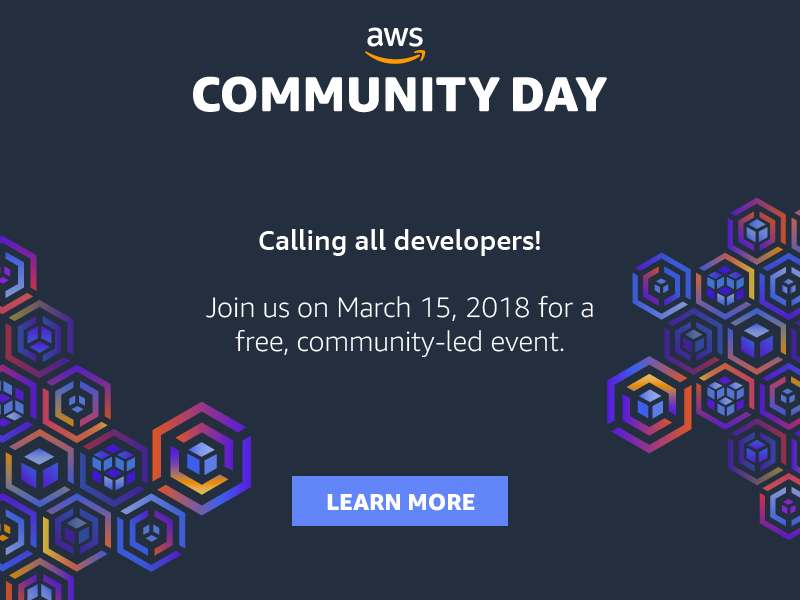 aws
COMMUNITY DAY
Calling all developers!
Join us on March 15, 2018 for a
free, community-led event.
LEARN MORE